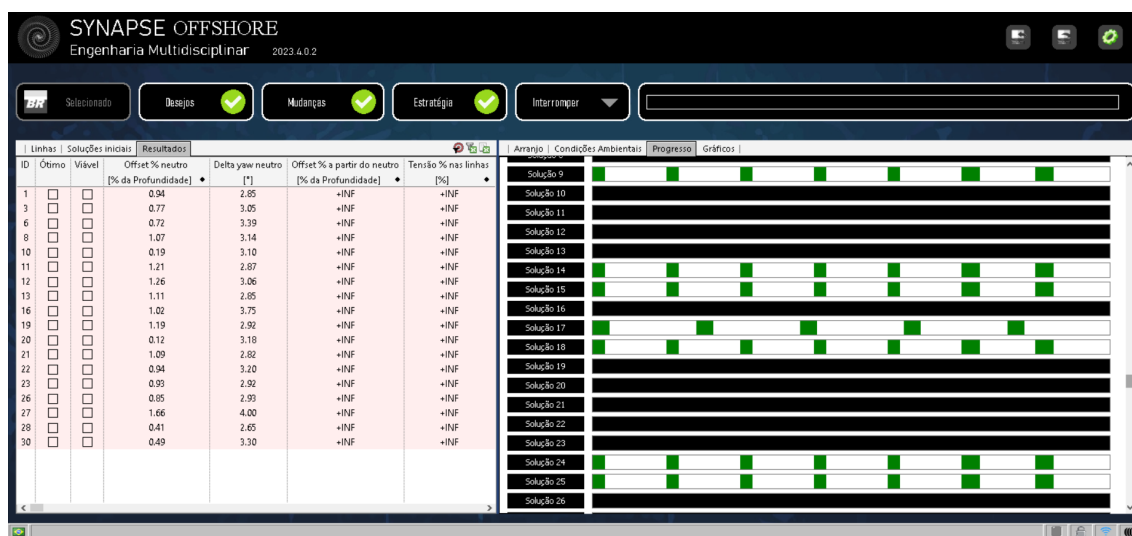 SYNAPSE OFFSHORE
Engenharia Multidisciplinar 2023.4.0.2
BR Selecionado Desejos Mudanças Estratégia Interromper
| Linhas | Soluções iniciais | Resultados |
ID Ótimo Viável Offset % neutro Delta yaw neutro Offset % a partir do neutro Tensão % nas linhas
[% da Profundidade] [°] [% da Profundidade] [%]
1 0.94 2.85 +INF +INF
3 0.77 3.05 +INF +INF
6 0.72 3.39 +INF +INF
8 1.07 3.14 +INF +INF
10 0.19 3.10 +INF +INF
11 1.21 2.87 +INF +INF
12 1.26 3.06 +INF +INF
13 1.11 2.85 +INF +INF
16 1.02 3.75 +INF +INF
19 1.19 2.92 +INF +INF
20 0.12 3.18 +INF +INF
21 1.09 2.82 +INF +INF
22 0.94 3.20 +INF +INF
23 0.93 2.92 +INF +INF
26 0.85 2.93 +INF +INF
27 1.66 4.00 +INF +INF
28 0.41 2.65 +INF +INF
30 0.49 3.30 +INF +INF
| Arranjo | Condições Ambientais | Progresso | Gráficos |
Solução 8
Solução 9
Solução 10
Solução 11
Solução 12
Solução 13
Solução 14
Solução 15
Solução 16
Solução 17
Solução 18
Solução 19
Solução 20
Solução 21
Solução 22
Solução 23
Solução 24
Solução 25
Solução 26